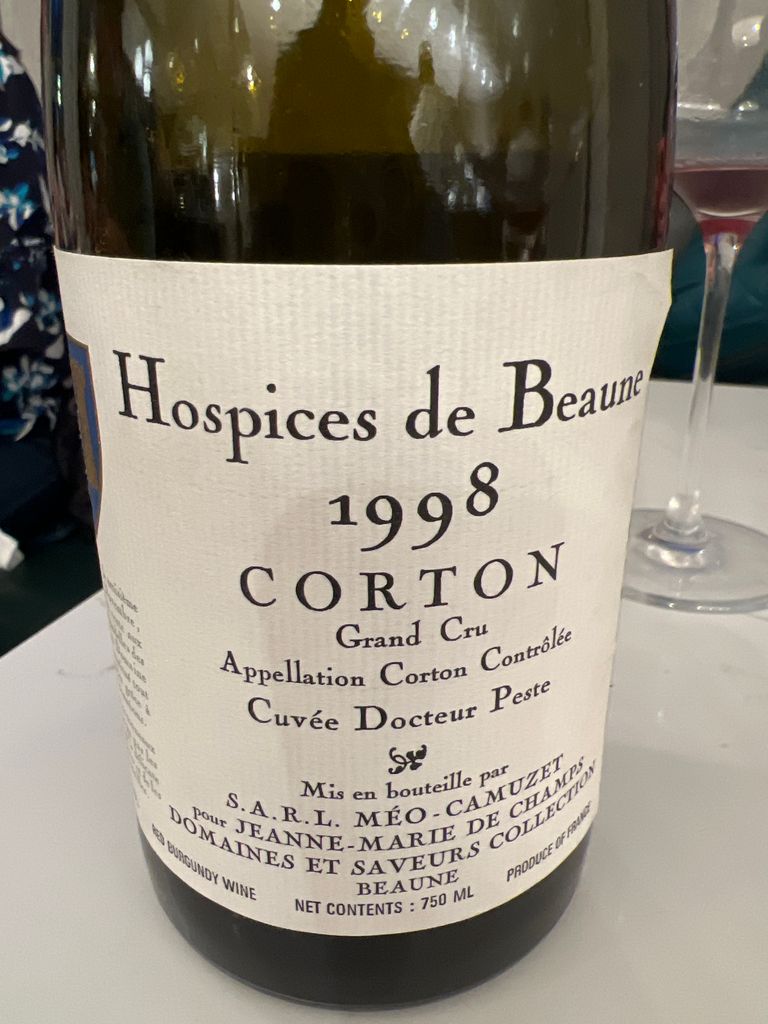 Hospices de Beaune
1998
CORTON
Grand Cru
Appellation Corton Contrôlée
Cuvée Docteur Peste
Mis en bouteille par
S.A.R.L. MÉO-CAMUZET
pour JEANNE-MARIE DE CHAMPS
DOMAINES ET SAVEURS COLLECTION
BEAUNE
RED BURGUNDY WINE
NET CONTENTS : 750 ML
PRODUCE OF FRANCE